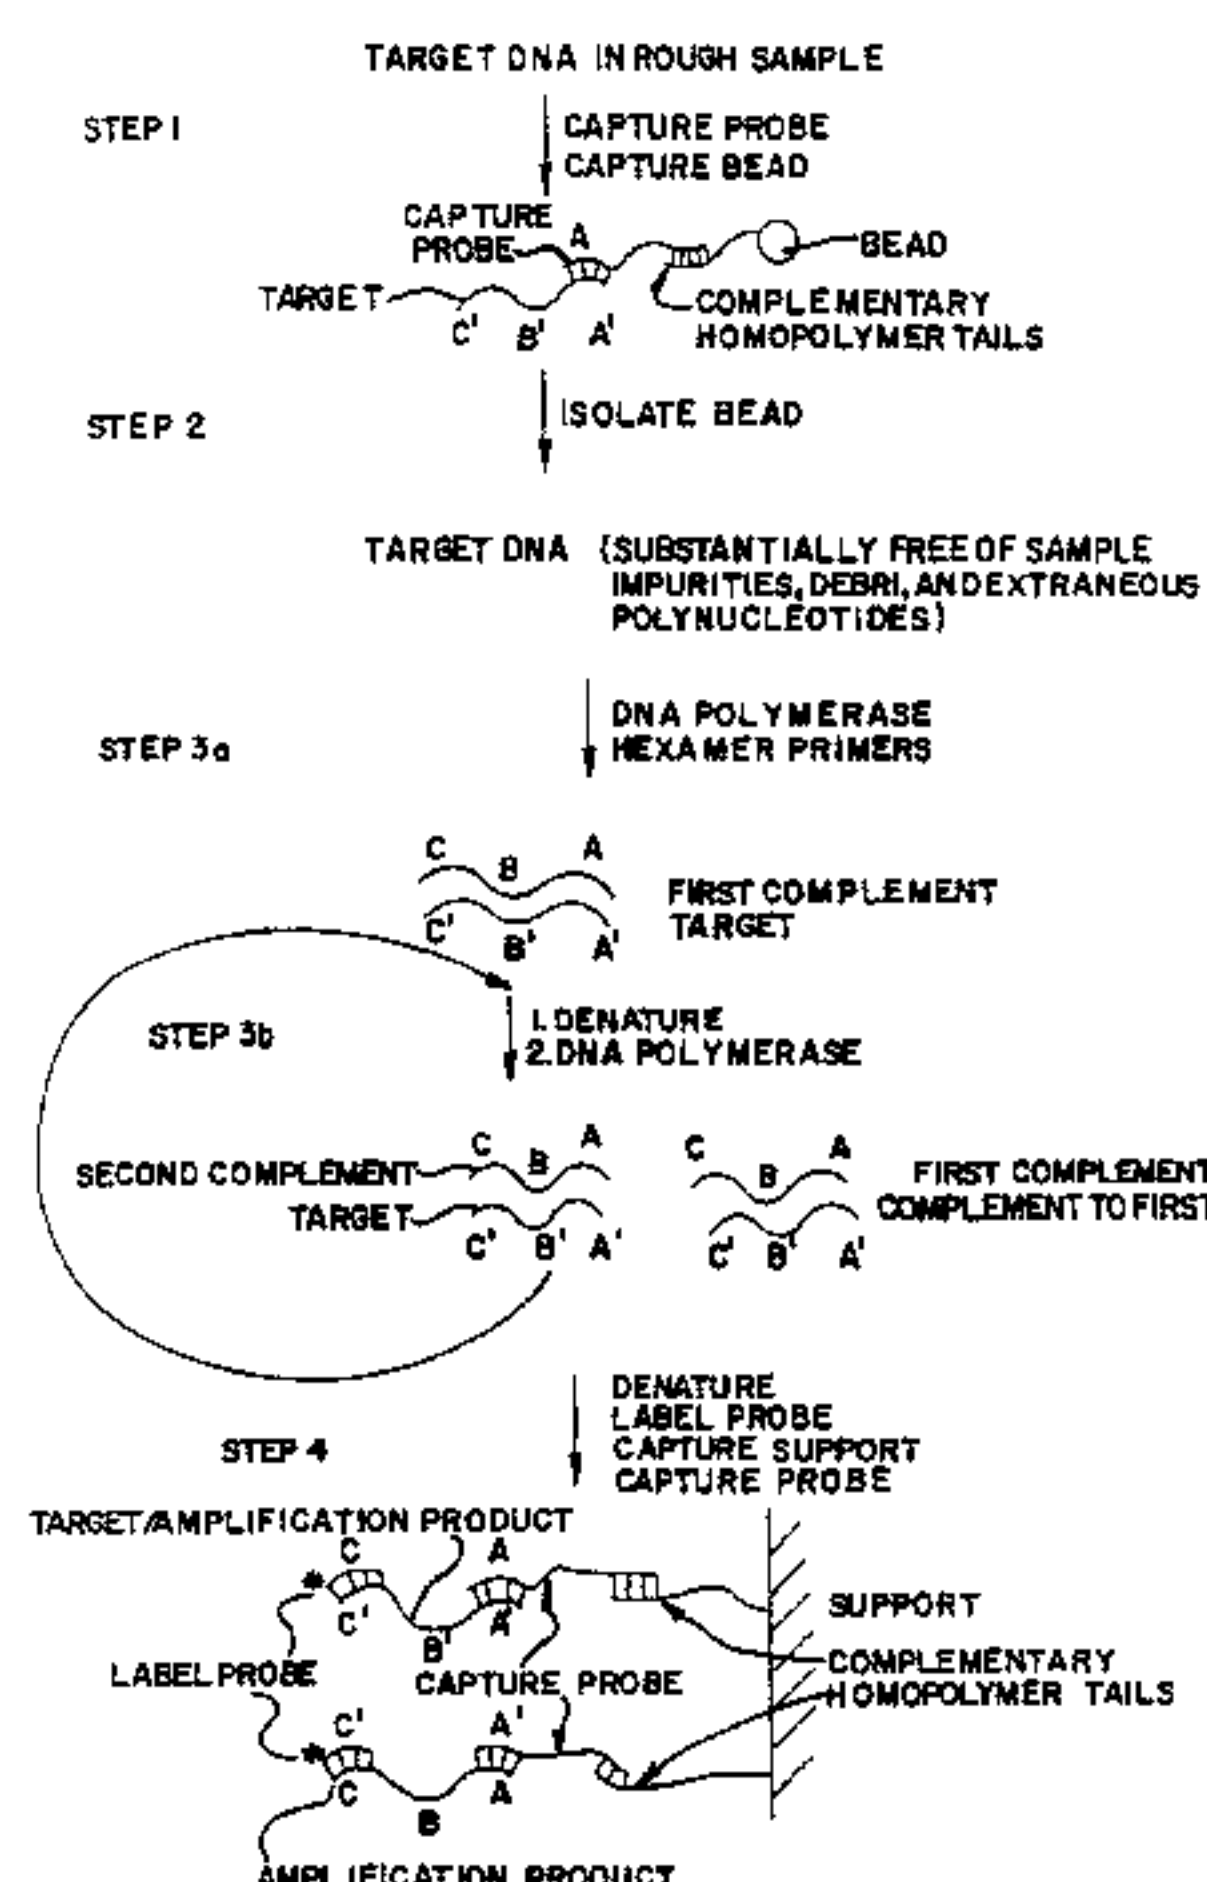 TARGET DNA IN ROUGH SAMPLE
STEP 1
CAPTURE PROBE
CAPTURE BEAD
CAPTURE
PROBE
A
BEAD
TARGET
COMPLEMENTARY
HOMOPOLYMER TAILS
C' B' A'
STEP 2
ISOLATE BEAD
TARGET DNA (SUBSTANTIALLY FREE OF SAMPLE
IMPURITIES, DEBRI, AND EXTRANEOUS
POLYNUCLEOTIDES)
STEP 3a
DNA POLYMERASE
HEXAMER PRIMERS
C B A
FIRST COMPLEMENT
TARGET
C' B' A'
STEP 3b
1. DENATURE
2. DNA POLYMERASE
C B A
C B A
SECOND COMPLEMENT
FIRST COMPLEMENT
TARGET
COMPLEMENT TO FIRST
C' B' A'
C' B' A'
STEP 4
DENATURE
LABEL PROBE
CAPTURE SUPPORT
CAPTURE PROBE
TARGET/AMPLIFICATION PRODUCT
C A
* C' B' A'
SUPPORT
LABEL PROBE
CAPTURE PROBE
COMPLEMENTARY
HOMOPOLYMER TAILS
C' A'
* C B A
AMPLIFICATION PRODUCT